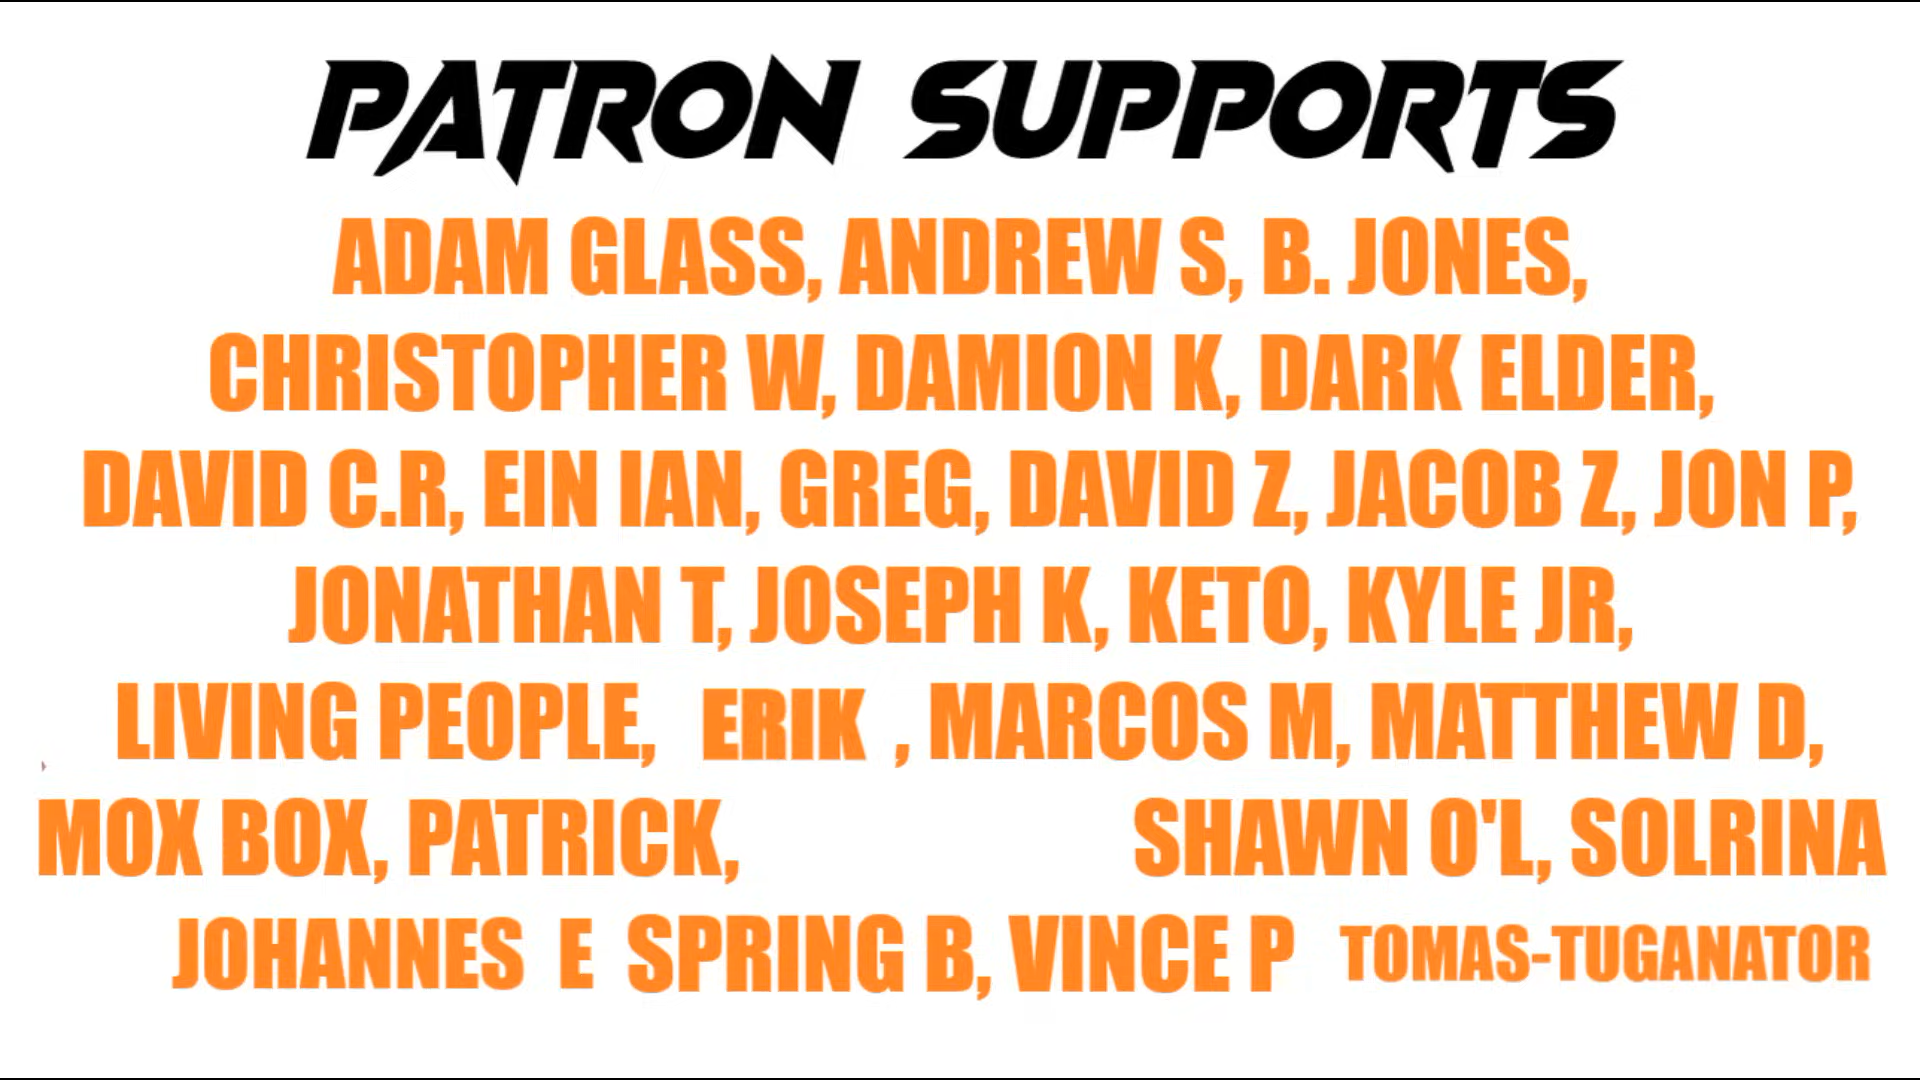 PATRON SUPPORTS
ADAM GLASS, ANDREW S, B. JONES,
CHRISTOPHER W, DAMION K, DARK ELDER,
DAVID C.R, EIN IAN, GREG, DAVID Z, JACOB Z, JON P,
JONATHAN T, JOSEPH K, KETO, KYLE JR,
LIVING PEOPLE, ERIK , MARCOS M, MATTHEW D,
MOX BOX, PATRICK, SHAWN O'L, SOLRINA
JOHANNES E SPRING B, VINCE P TOMAS-TUGANATOR